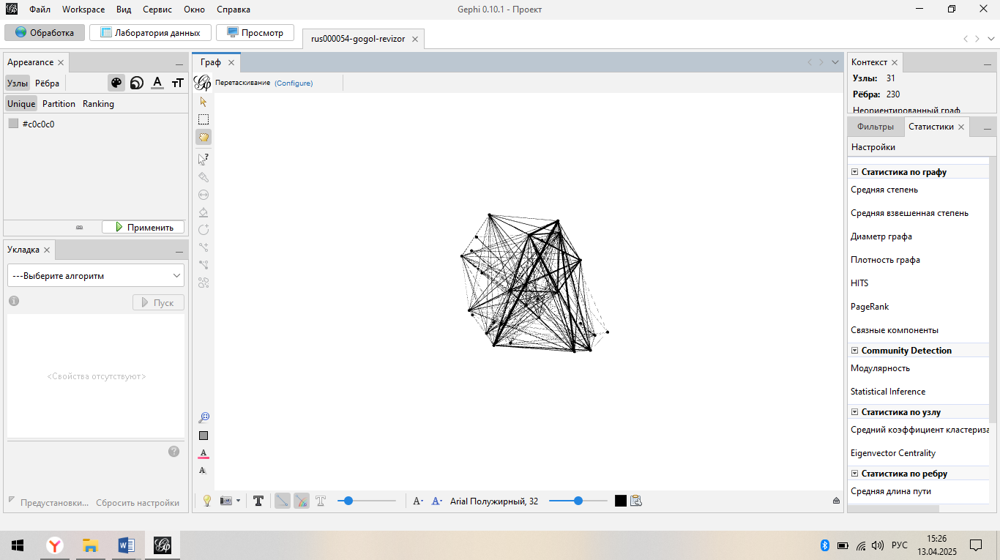 Файл Workspace Вид Сервис Окно Справка Gephi 0.10.1 - Проект
Обработка Лаборатория данных Просмотр rus000054-gogol-revizor
Appearance
Узлы Рёбра
Unique Partition Ranking
#c0c0c0
Применить
Укладка
---Выберите алгоритм
Пуск
<Свойства отсутствуют>
Предустановки... Сбросить настройки
Граф
Перетаскивание (Configure)
Arial Полужирный, 32
Контекст
Узлы: 31
Рёбра: 230
Неориентированный граф
Фильтры Статистики
Настройки
Статистика по графу
Средняя степень
Средняя взвешенная степень
Диаметр графа
Плотность графа
HITS
PageRank
Связные компоненты
Community Detection
Модулярность
Statistical Inference
Статистика по узлу
Средний коэффициент кластериза
Eigenvector Centrality
Статистика по ребру
Средняя длина пути
РУС
15:26
13.04.2025